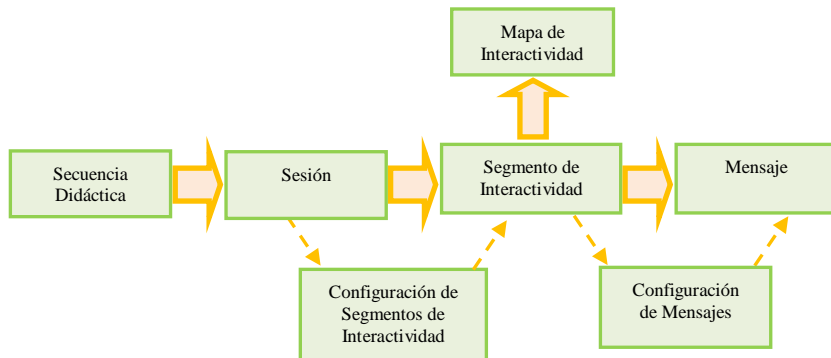 Mapa de
Interactividad
Secuencia
Didáctica
Sesión
Segmento de
Interactividad
Mensaje
Configuración de
Segmentos de
Interactividad
Configuración
de Mensajes